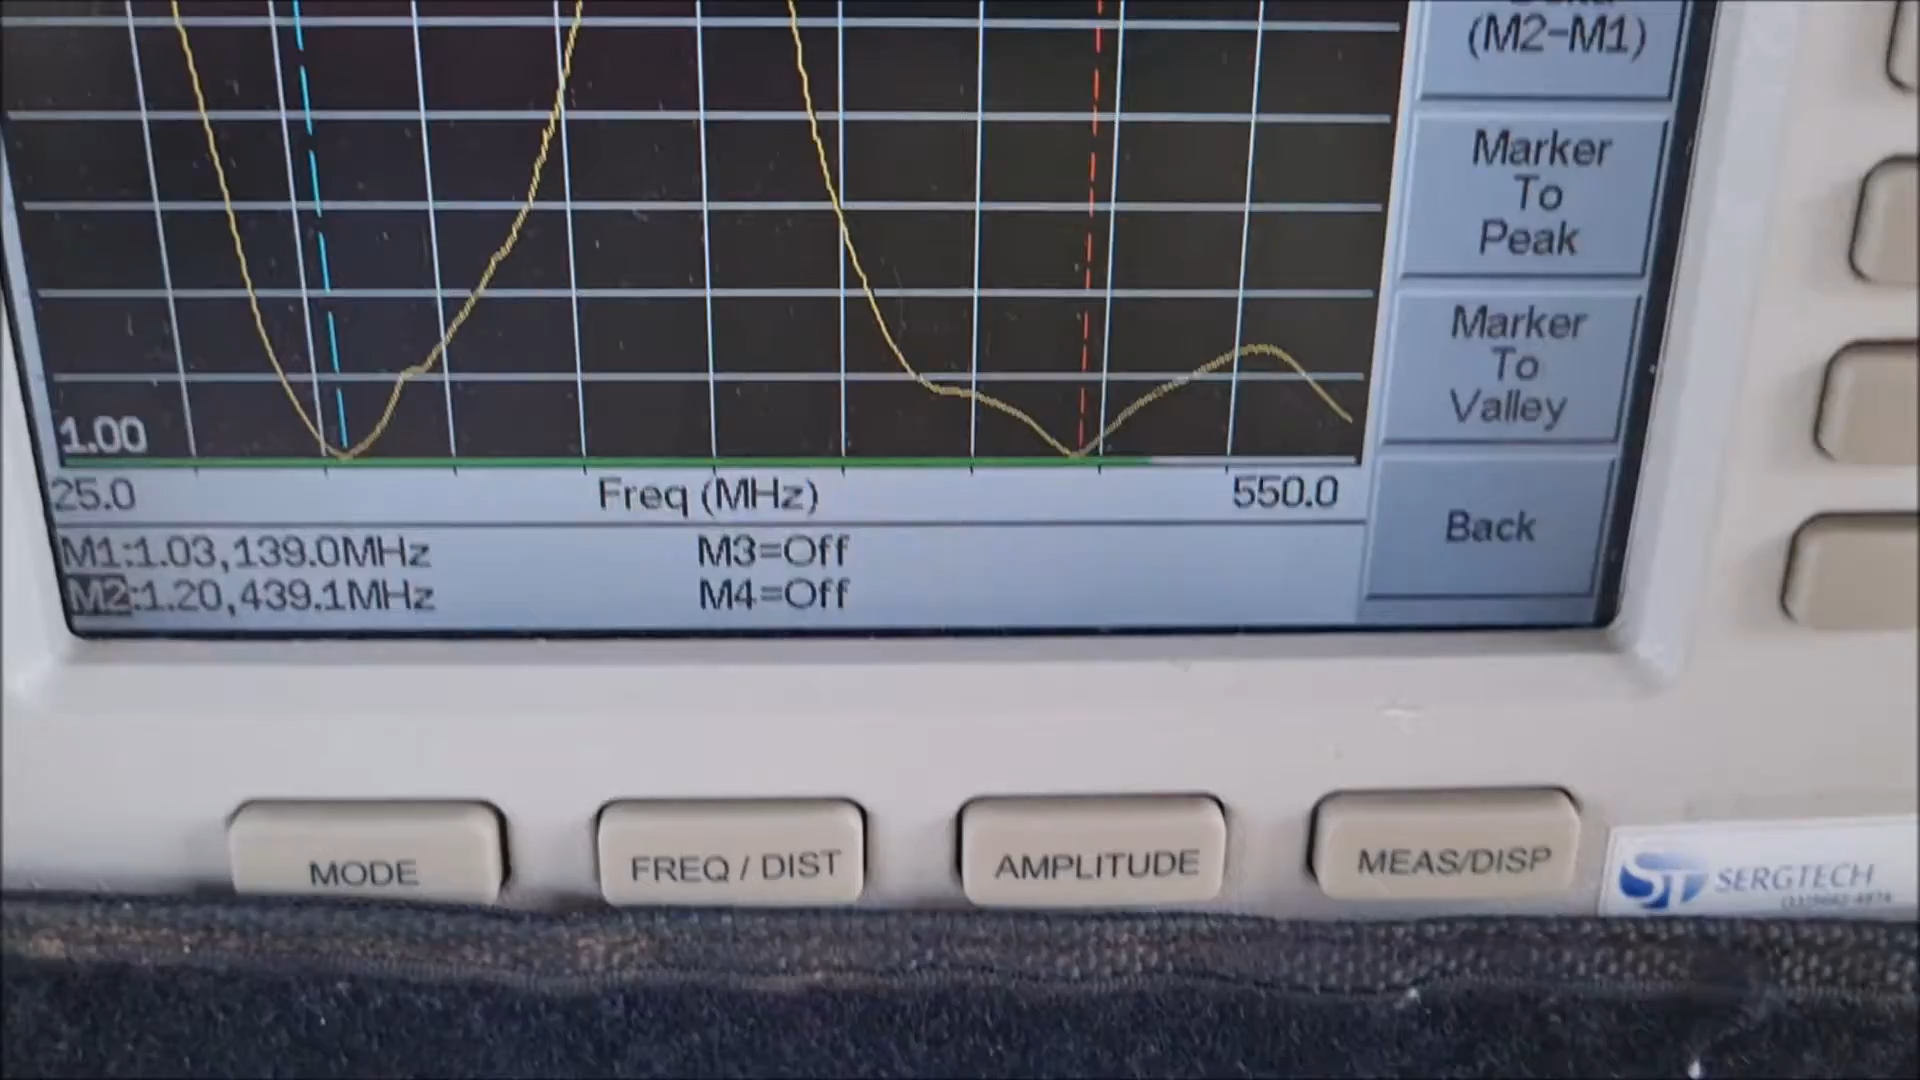 (M2-M1)
Marker
To
Peak
Marker
To
Valley
Back
1.00
25.0 Freq (MHz) 550.0
M1:1.03,139.0MHz M3=Off
M2:1.20,439.1MHz M4=Off
MODE FREQ / DIST AMPLITUDE MEAS/DISP
ST SERGTECH